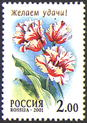 Желаем удачи!
РОССИЯ
ROSSIJA • 2001
2.00